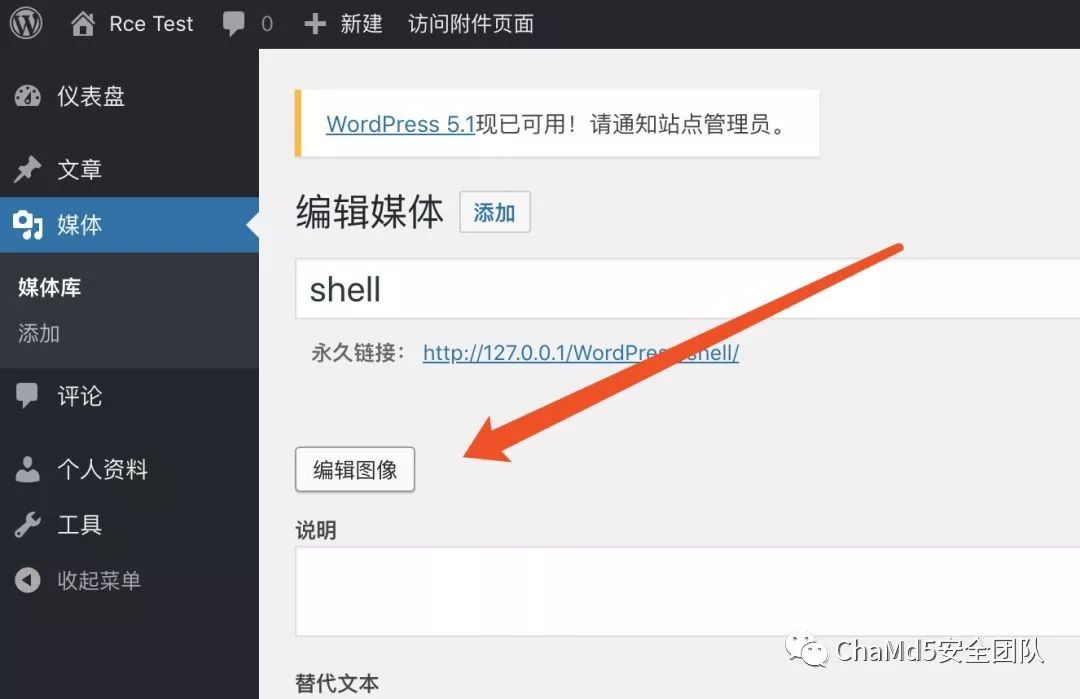 Rce Test 0 新建 访问附件页面
仪表盘
文章
媒体
媒体库
添加
评论
个人资料
工具
收起菜单
WordPress 5.1现已可用！请通知站点管理员。
编辑媒体 添加
shell
永久链接： http://127.0.0.1/WordPre shell/
编辑图像
说明
替代文本
ChaMd5安全团队